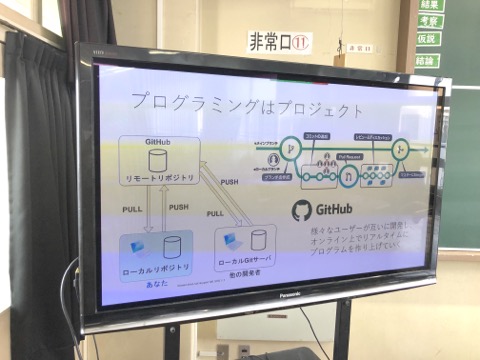 非常口⑪
非常口
結果
考察
仮説
結論
プログラミングはプロジェクト
GitHub
リモートリポジトリ
PUSH
PULL
PUSH
PULL
ローカルリポジトリ
あなた
ローカルGitサーバ
他の開発者
Pull Request
GitHub
様々なユーザーが互いに開発!
オンライン上でリアルタイムに
プログラムを作り上げていく
Panasonic